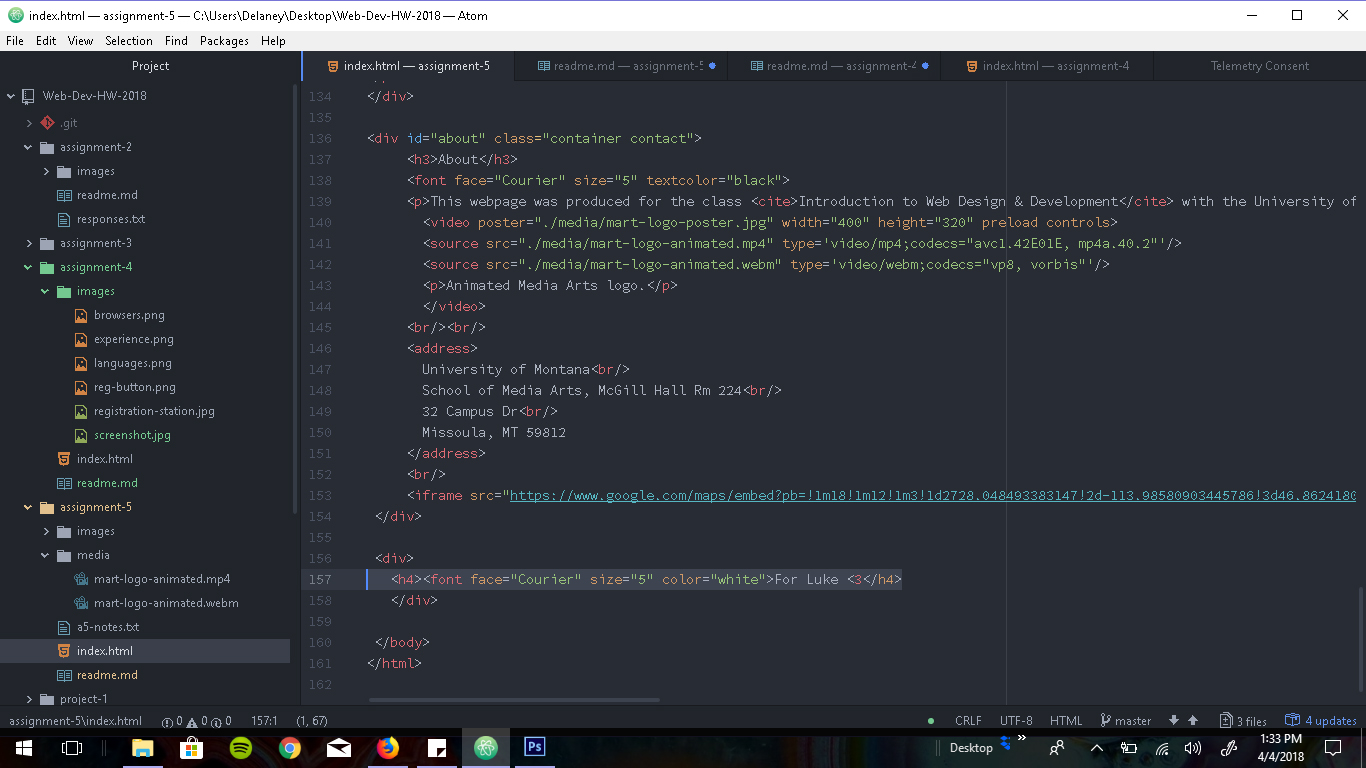 index.html — assignment-5 — C:\Users\Delaney\Desktop\Web-Dev-HW-2018 — Atom
File Edit View Selection Find Packages Help
Project
Web-Dev-HW-2018
.git
assignment-2
images
readme.md
responses.txt
assignment-3
assignment-4
images
browsers.png
experience.png
languages.png
reg-button.png
registration-station.jpg
screenshot.jpg
index.html
readme.md
assignment-5
images
media
mart-logo-animated.mp4
mart-logo-animated.webm
a5-notes.txt
index.html
readme.md
project-1
index.html — assignment-5 readme.md — assignment-5 readme.md — assignment-4 index.html — assignment-4 Telemetry Consent
134 </div>
135
136 <div id="about" class="container contact">
137 <h3>About</h3>
138 <font face="Courier" size="5" textcolor="black">
139 <p>This webpage was produced for the class <cite>Introduction to Web Design & Development</cite> with the University of
140 <video poster="./media/mart-logo-poster.jpg" width="400" height="320" preload controls>
141 <source src="./media/mart-logo-animated.mp4" type='video/mp4;codecs="avc1.42E01E, mp4a.40.2"'/>
142 <source src="./media/mart-logo-animated.webm" type='video/webm;codecs="vp8, vorbis"'/>
143 <p>Animated Media Arts logo.</p>
144 </video>
145 <br/><br/>
146 <address>
147 University of Montana<br/>
148 School of Media Arts, McGill Hall Rm 224<br/>
149 32 Campus Dr<br/>
150 Missoula, MT 59812
151 </address>
152 <br/>
153 <iframe src="https://www.google.com/maps/embed?pb=!1m18!1m12!1m3!1d2728.048493383147!2d-113.98580903445786!3d46.8624180
154 </div>
155
156 <div>
157 <h4><font face="Courier" size="5" color="white">For Luke <3</h4>
158 </div>
159
160 </body>
161 </html>
162
assignment-5\index.html 0 0 0 157:1 (1, 67) CRLF UTF-8 HTML master 3 files 4 updates
Ps Desktop » 1:33 PM
4/4/2018